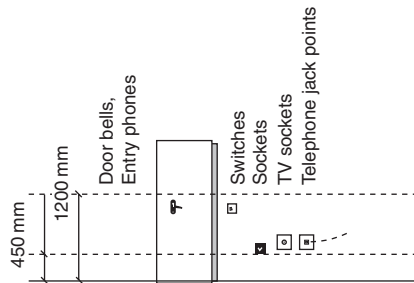 Door bells,
Entry phones
Switches
Sockets
TV sockets
Telephone jack points
1200 mm
450 mm